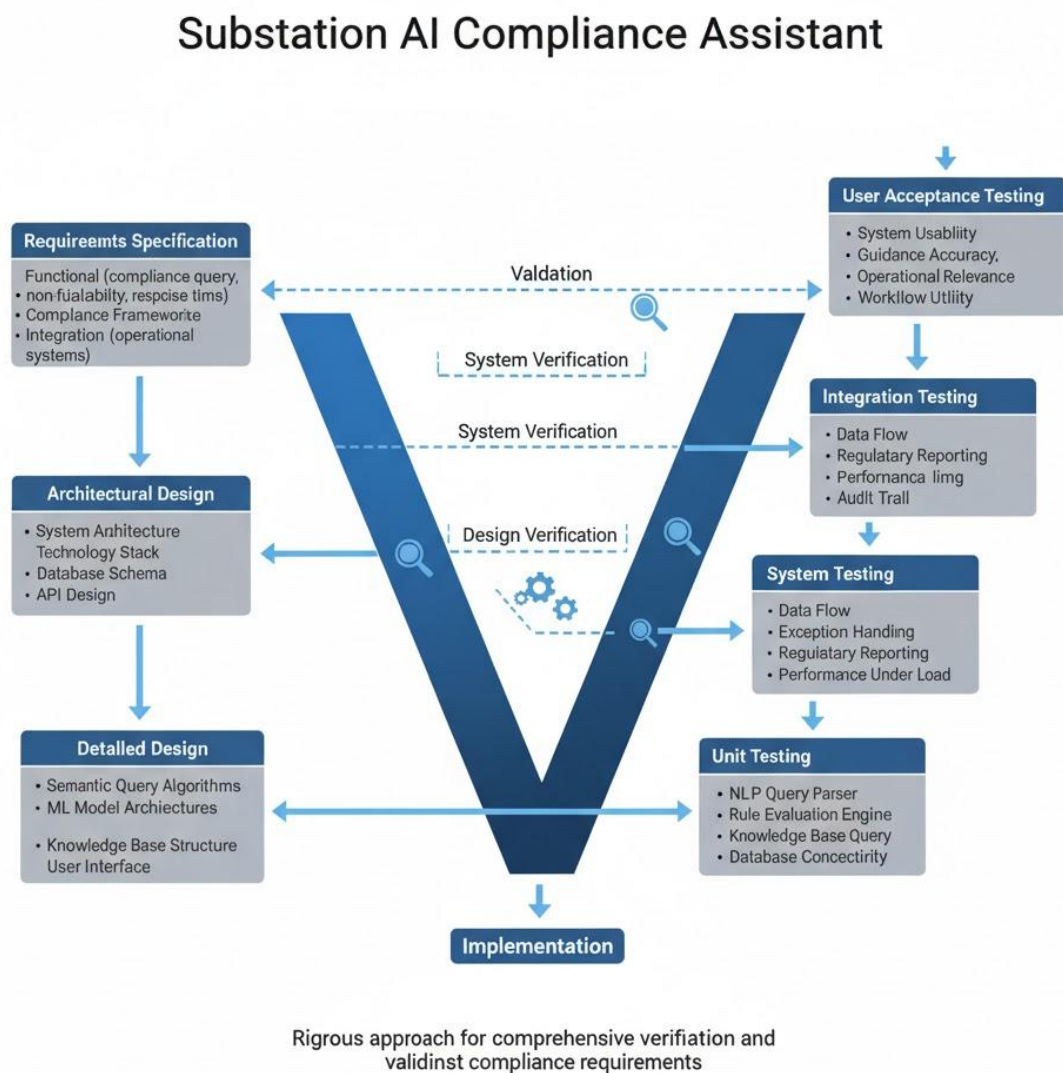 Substation AI Compliance Assistant
Requireemts Specification
Functional (compliance query,
• non-fualabilty, respcise tims)
• Compliance Framewørite
• Integration (operational
systems)
Architectural Design
• System Anhitecture
Technology Stack
• Database Schema
• API Design
Detailed Design
• Semantic Query Algorithms
• ML Model Archiectures
• Knowledge Base Structure
User Interface
Valdation
System Verification
System Verification
Design Verification
User Acceptance Testing
• System Usabliity
• Guidance Accuracy,
• Operational Relevance
• Workllow Utliity
Integration Testing
• Data Flow
• Regulatary Reporting
• Performanca limg
• Audlt Trall
System Testing
• Data Flow
• Exception Handing
• Reguiatary Reporting
• Performance Under Load
Unit Testing
• NLP Query Parser
• Rule Evaluation Engine
• Knowledge Base Query
• Database Concectirity
Implementation
Rigrous approach for comprehensive verifiation and
validinst compliance requirements